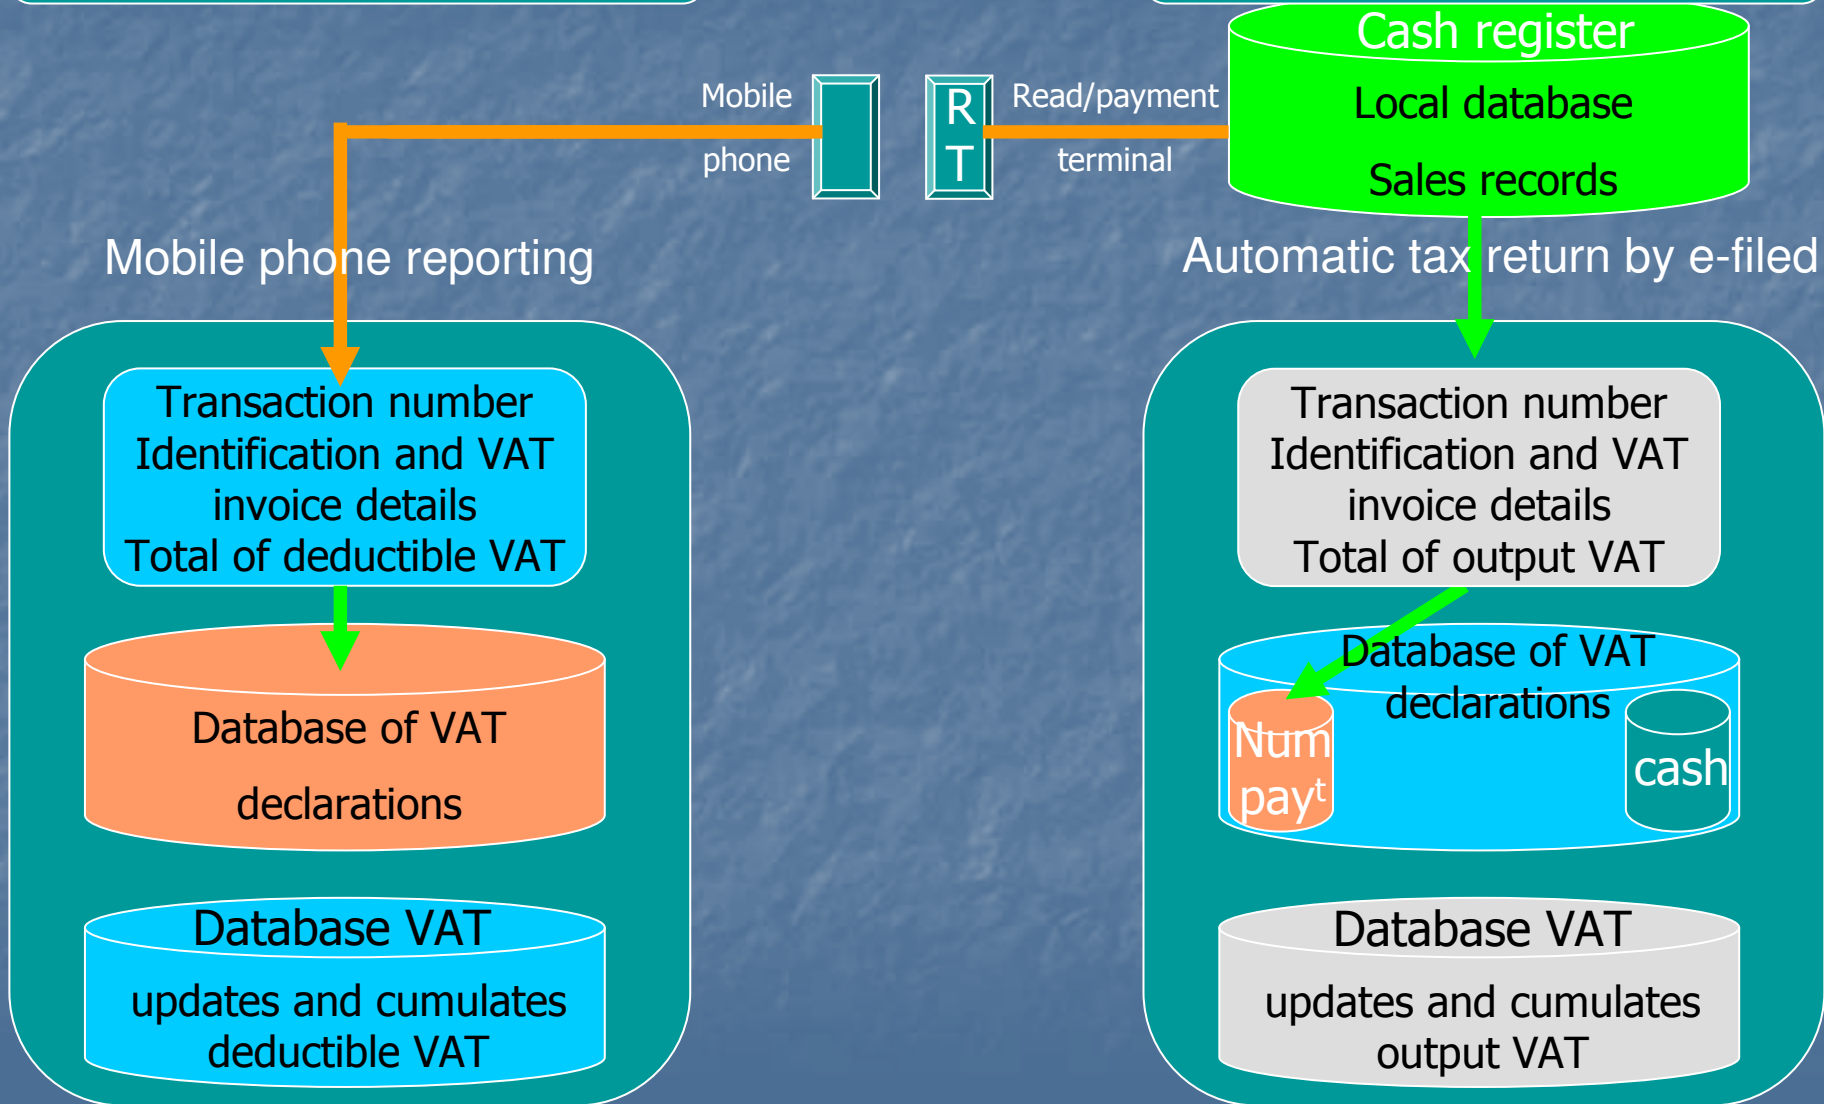 Cash register
Local database
Sales records
Mobile
phone
R
T
Read/payment
terminal
Mobile phone reporting
Automatic tax return by e-filed
Transaction number
Identification and VAT
invoice details
Total of deductible VAT
Database of VAT
declarations
Database VAT
updates and cumulates
deductible VAT
Transaction number
Identification and VAT
invoice details
Total of output VAT
Database of VAT
declarations
Num
payᵗ
cash
Database VAT
updates and cumulates
output VAT